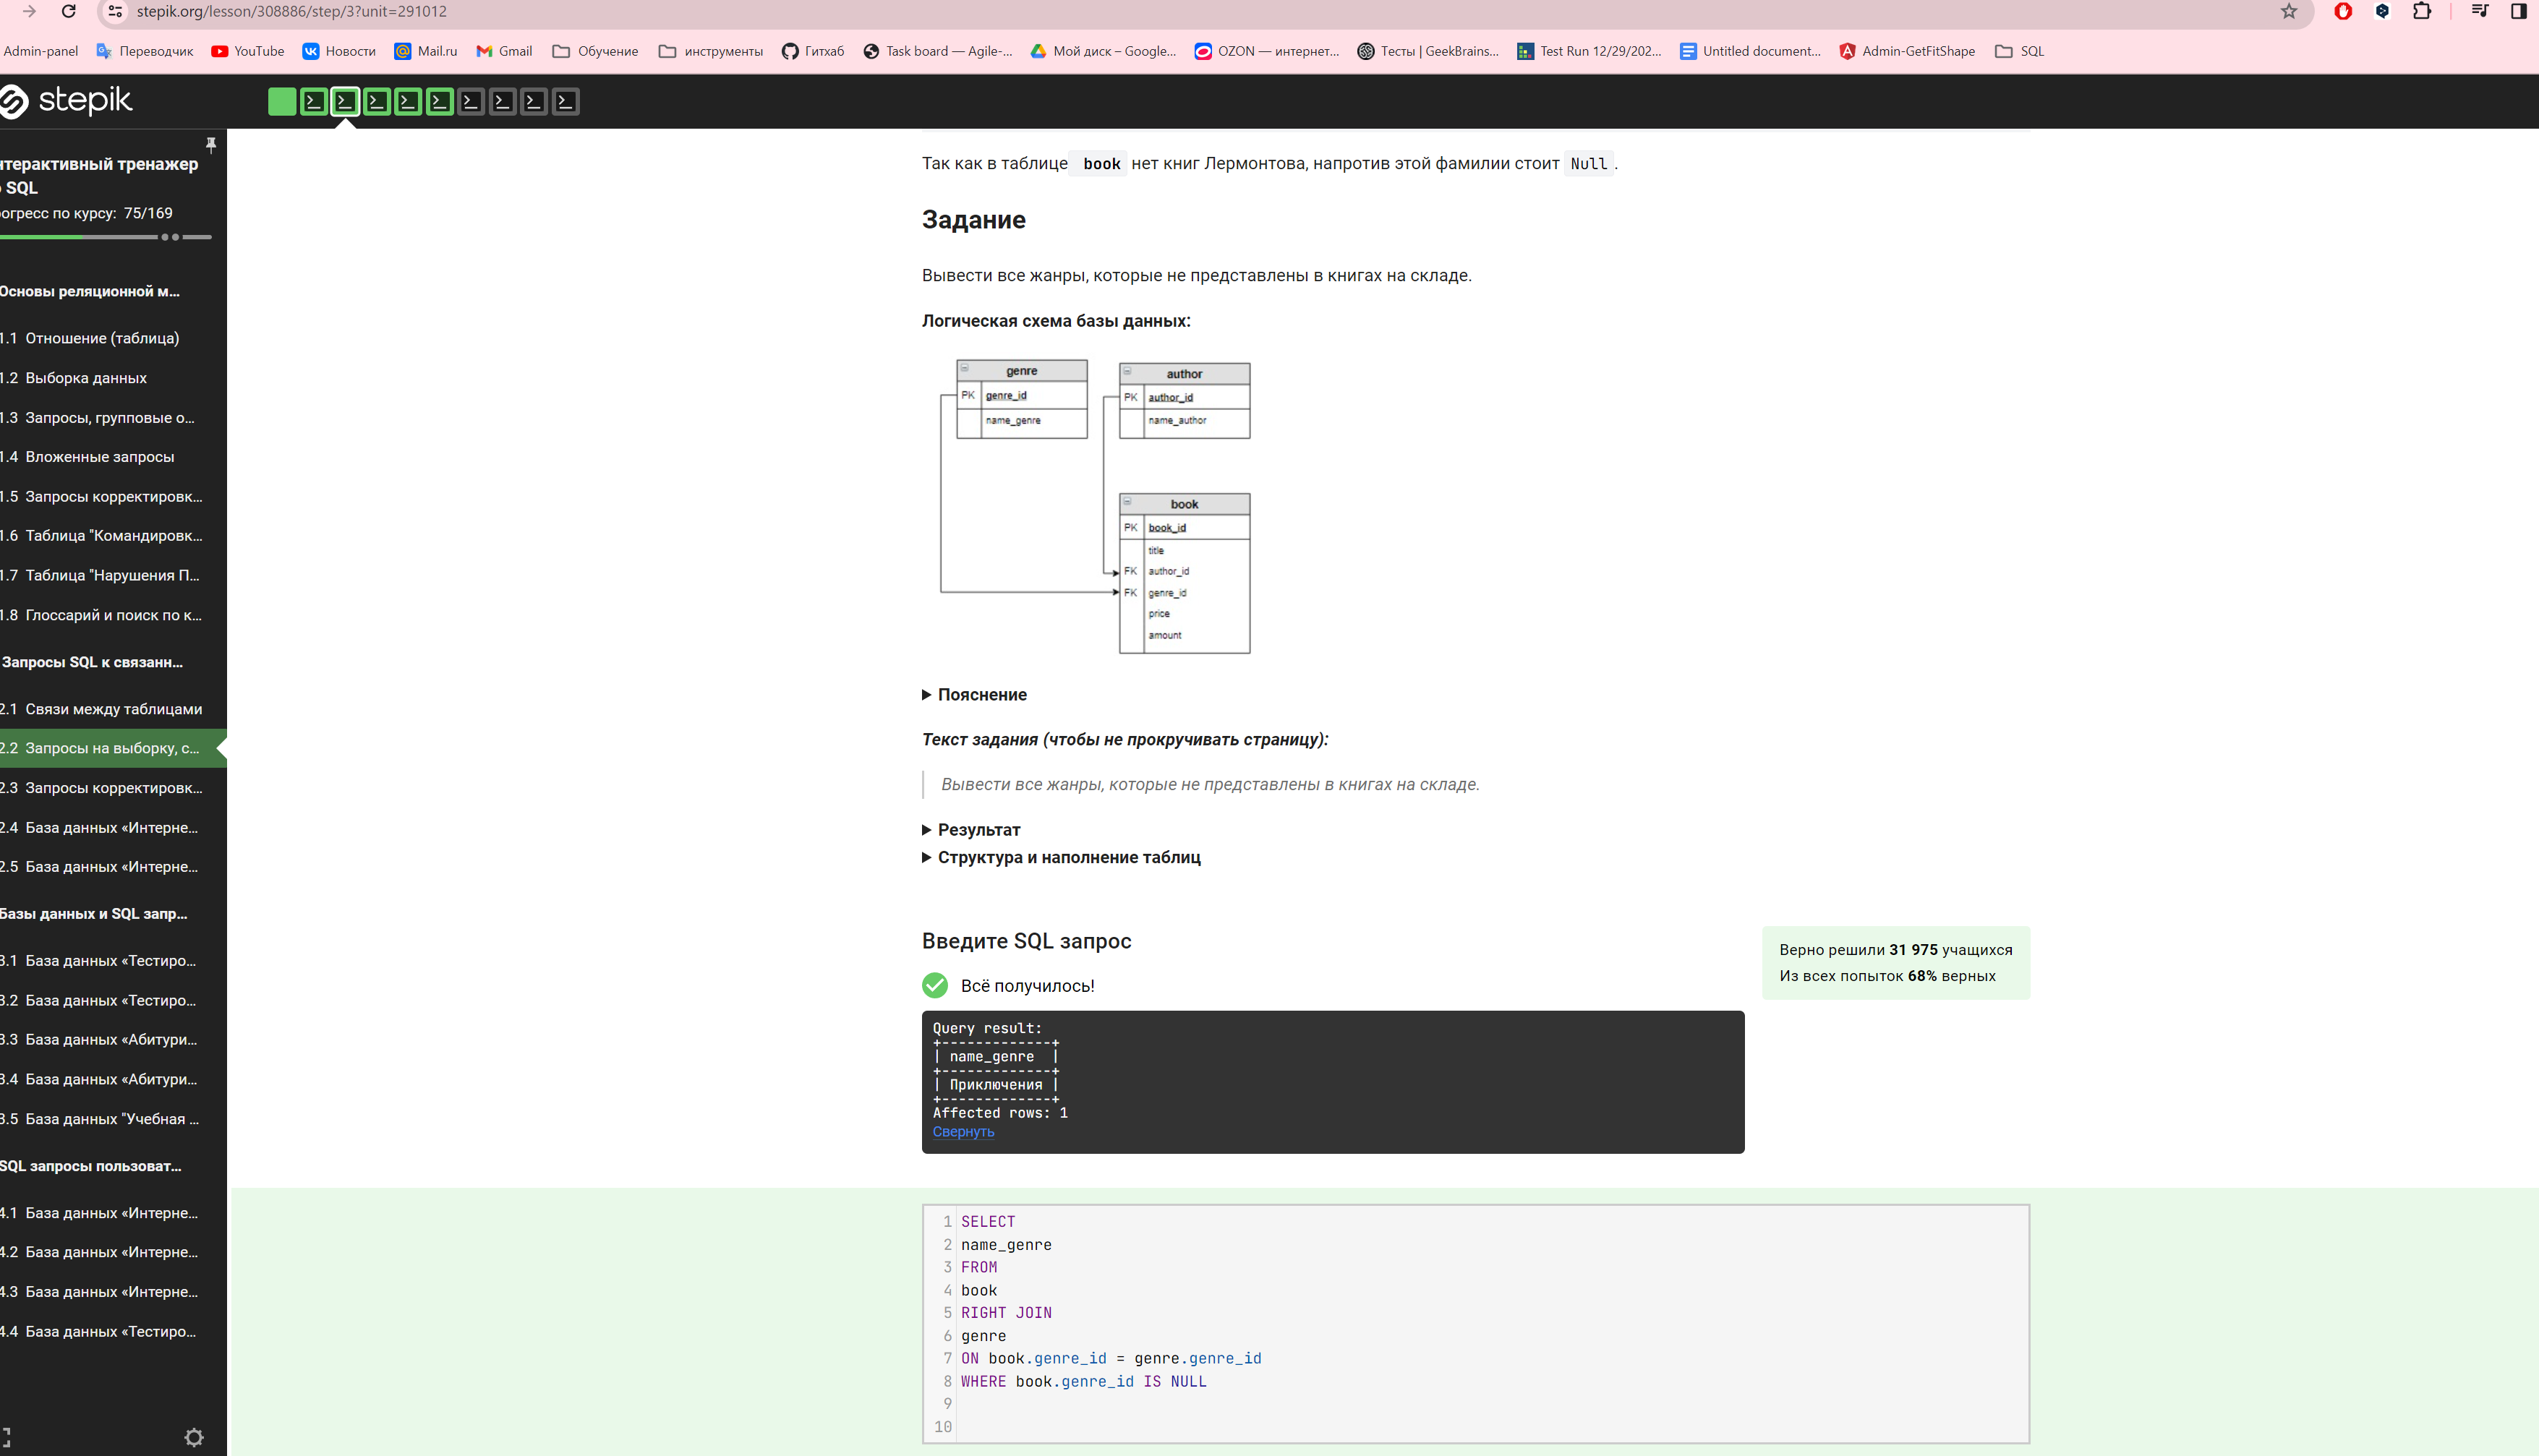 stepik.org/lesson/308886/step/3?unit=291012
Admin-panel Переводчик YouTube Новости Mail.ru Gmail Обучение инструменты Гитхаб Task board — Agile-... Мой диск – Google... OZON — интернет... Тесты | GeekBrains... Test Run 12/29/202... Untitled document... Admin-GetFitShape SQL
stepik
нтерактивный тренажер
о SQL
рогресс по курсу: 75/169
Основы реляционной м...
1.1 Отношение (таблица)
1.2 Выборка данных
1.3 Запросы, групповые о...
1.4 Вложенные запросы
1.5 Запросы корректировк...
1.6 Таблица "Командировк...
1.7 Таблица "Нарушения П...
1.8 Глоссарий и поиск по к...
Запросы SQL к связанн...
2.1 Связи между таблицами
2.2 Запросы на выборку, с...
2.3 Запросы корректировк...
2.4 База данных «Интерне...
2.5 База данных «Интерне...
Базы данных и SQL запр...
3.1 База данных «Тестиро...
3.2 База данных «Тестиро...
3.3 База данных «Абитури...
3.4 База данных «Абитури...
3.5 База данных "Учебная ...
SQL запросы пользоват...
4.1 База данных «Интерне...
4.2 База данных «Интерне...
4.3 База данных «Интерне...
4.4 База данных «Тестиро...
Так как в таблице book нет книг Лермонтова, напротив этой фамилии стоит Null.
Задание
Вывести все жанры, которые не представлены в книгах на складе.
Логическая схема базы данных:
genre
PK genre_id
name_genre
author
PK author_id
name_author
book
PK book_id
title
FK author_id
FK genre_id
price
amount
Пояснение
Текст задания (чтобы не прокручивать страницу):
Вывести все жанры, которые не представлены в книгах на складе.
Результат
Структура и наполнение таблиц
Введите SQL запрос
Всё получилось!
Верно решили 31 975 учащихся
Из всех попыток 68% верных
Query result:
+-------------+
| name_genre  |
+-------------+
| Приключения |
+-------------+
Affected rows: 1
Свернуть
1 SELECT
2 name_genre
3 FROM
4 book
5 RIGHT JOIN
6 genre
7 ON book.genre_id = genre.genre_id
8 WHERE book.genre_id IS NULL
9
10